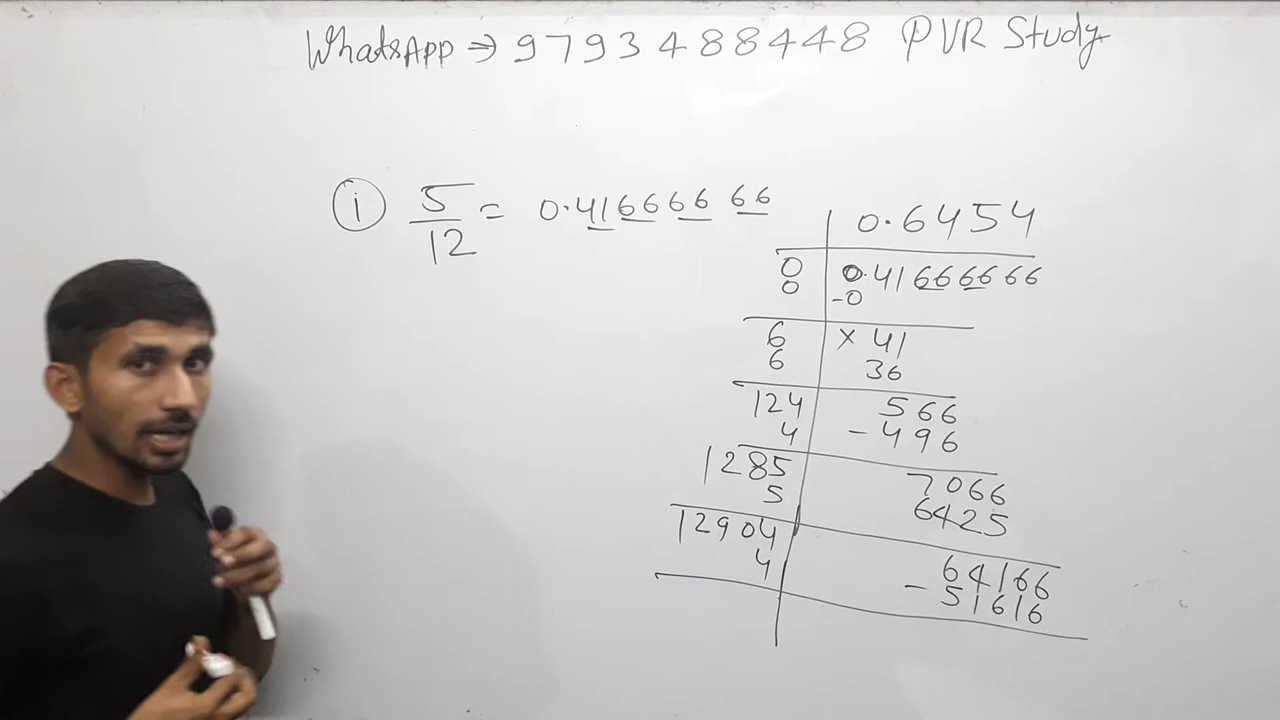 WhatsApp ⇒ 9793488448 PVR Study
(i) 5/12 = 0.41666666
0.6454
0 | 0.41666666
0 | -0
6 | × 41
6 | 36
124 | 566
4 | - 496
1285 | 7066
5 | 6425
12904 | 64166
4 | - 51616